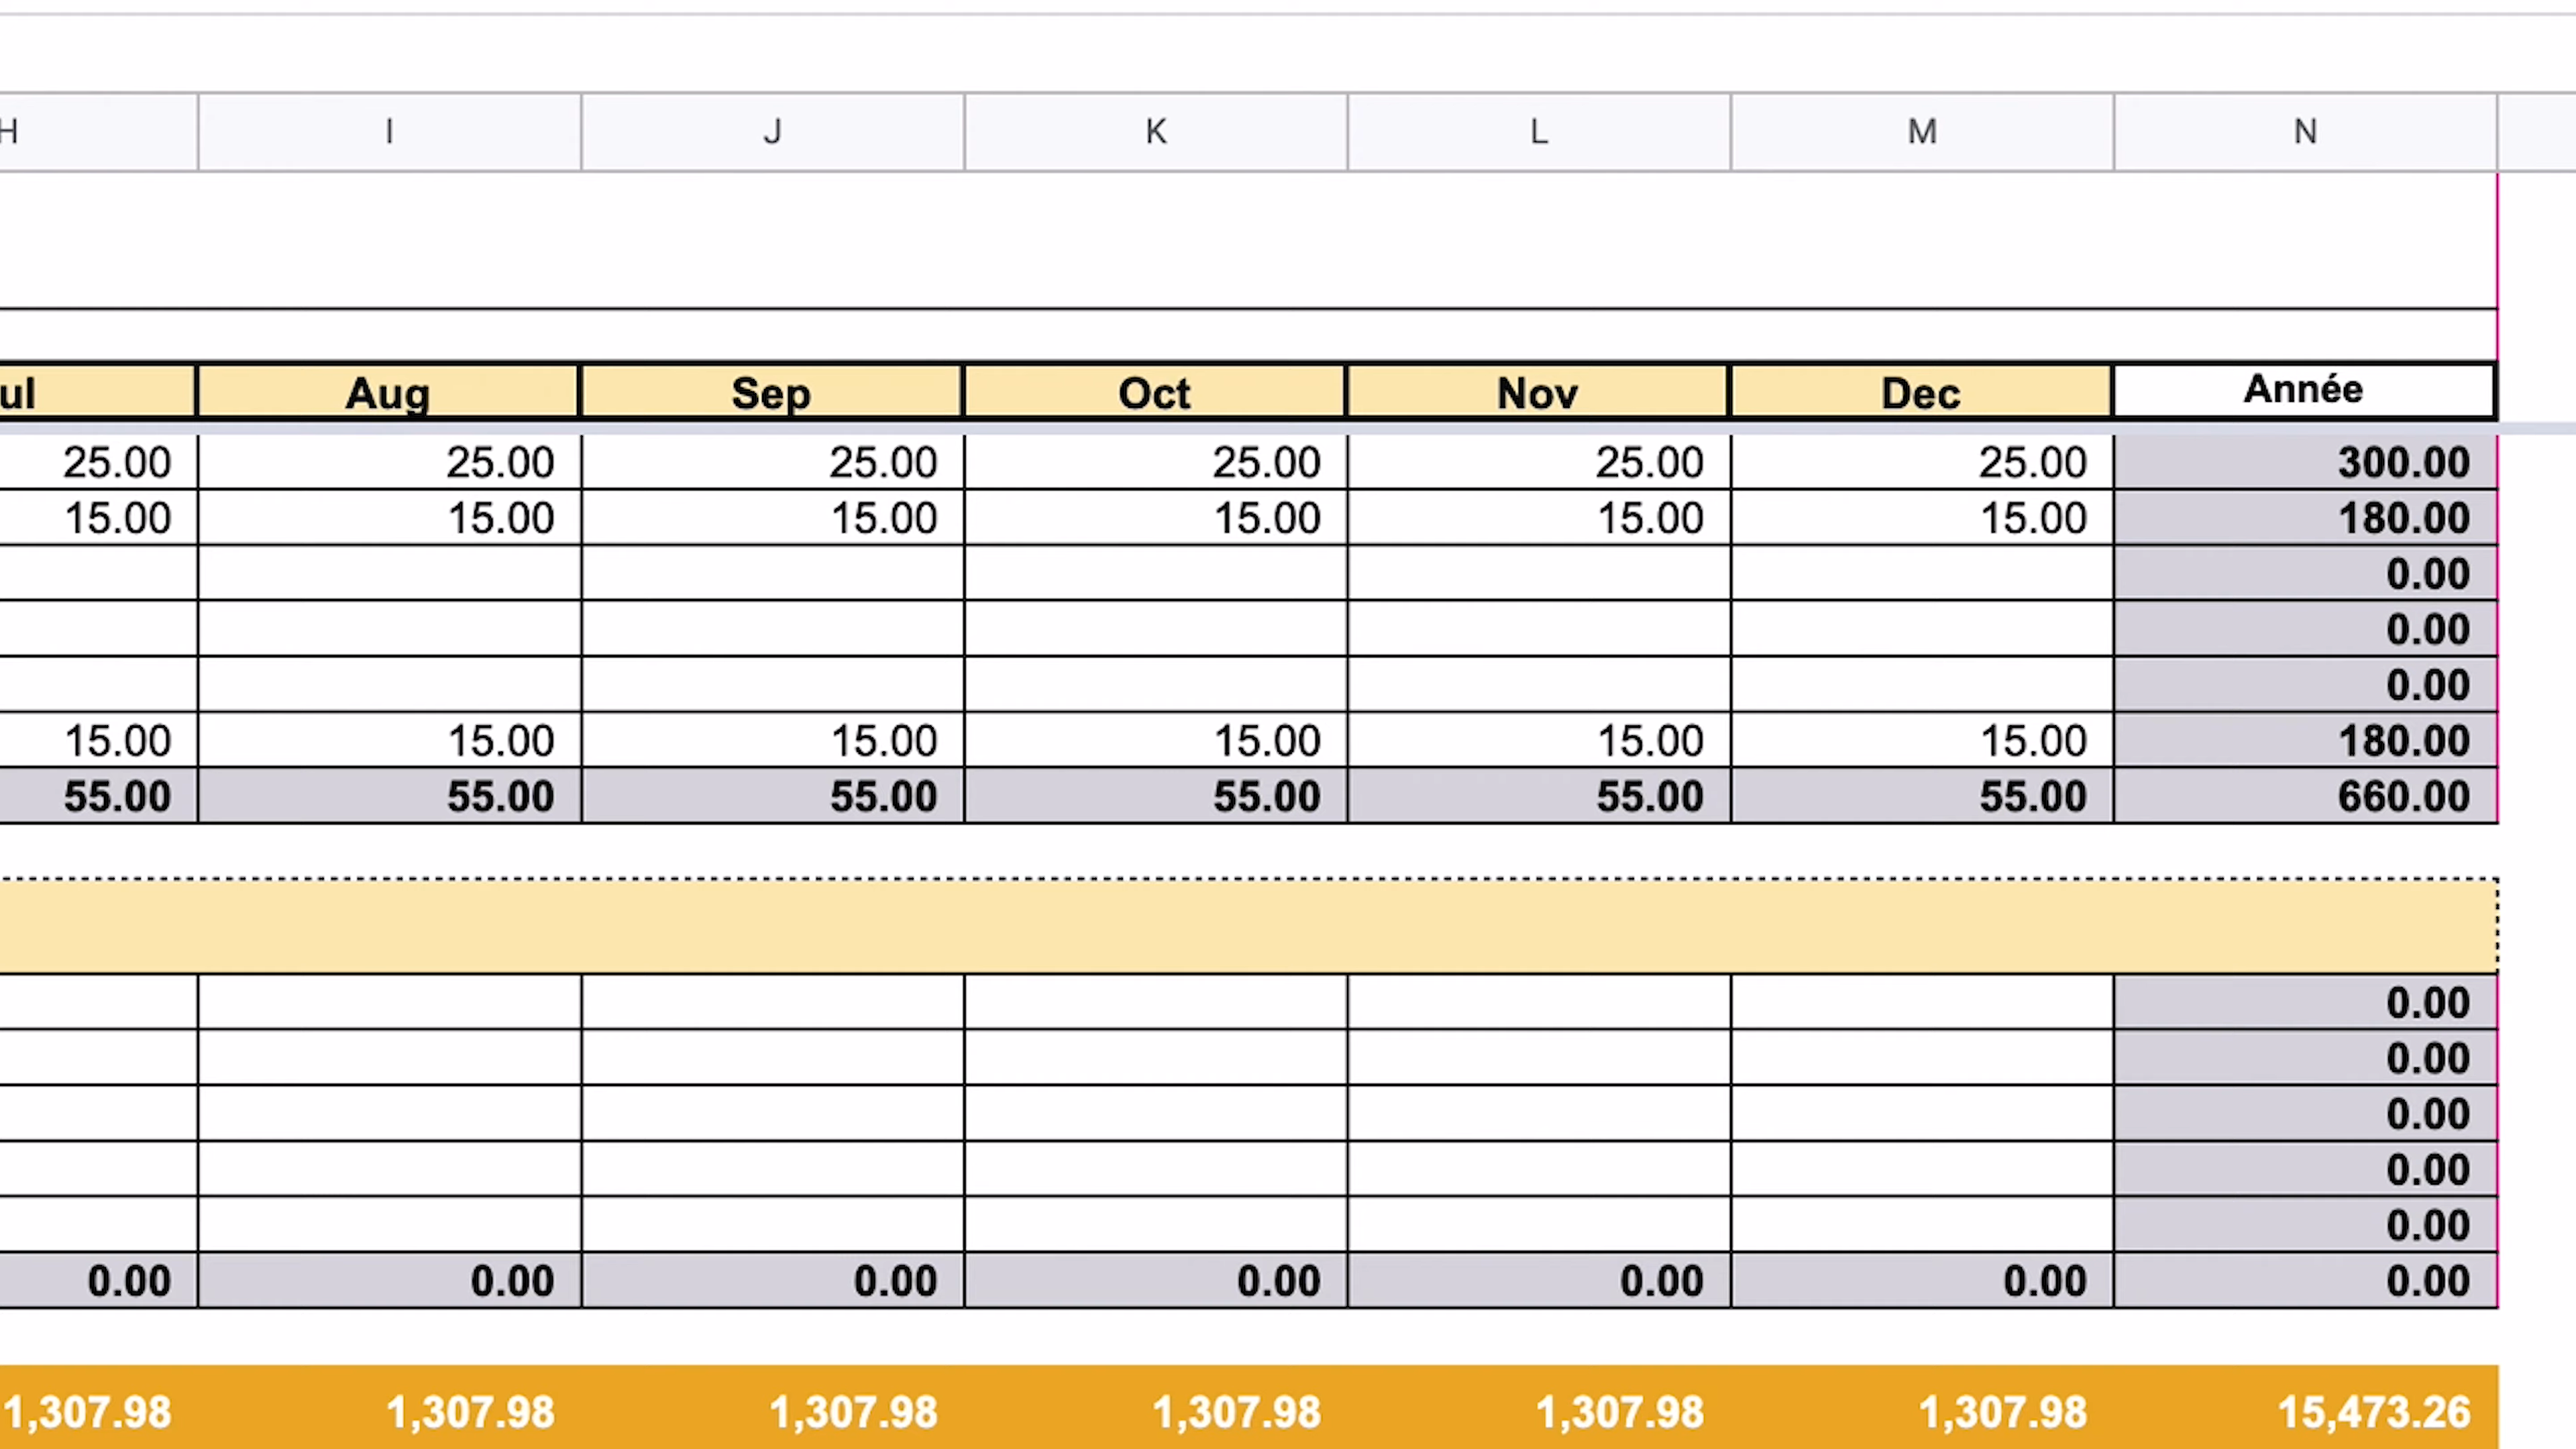 H I J K L M N
ul Aug Sep Oct Nov Dec Année
25.00 25.00 25.00 25.00 25.00 25.00 300.00
15.00 15.00 15.00 15.00 15.00 15.00 180.00
0.00
0.00
0.00
15.00 15.00 15.00 15.00 15.00 15.00 180.00
55.00 55.00 55.00 55.00 55.00 55.00 660.00
0.00
0.00
0.00
0.00
0.00
0.00 0.00 0.00 0.00 0.00 0.00 0.00
1,307.98 1,307.98 1,307.98 1,307.98 1,307.98 1,307.98 15,473.26